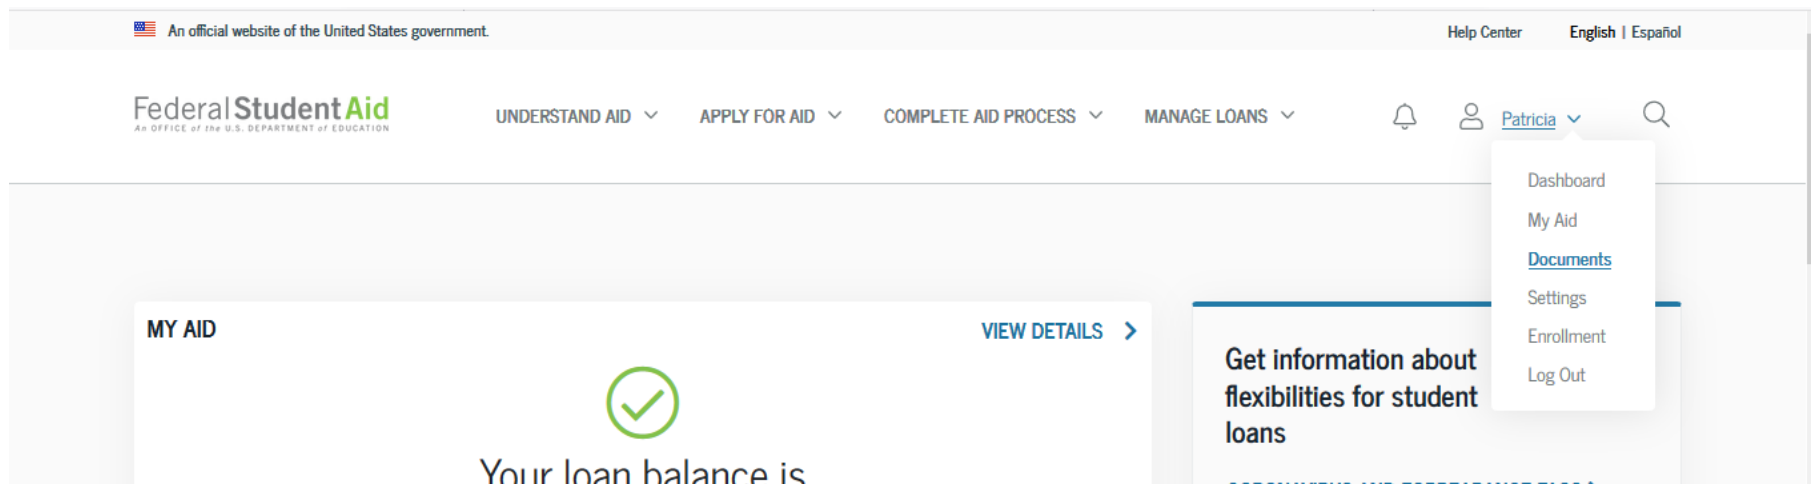 An official website of the United States government.
Help Center
English | Español
Federal Student Aid
An OFFICE of the U.S. DEPARTMENT of EDUCATION
UNDERSTAND AID
APPLY FOR AID
COMPLETE AID PROCESS
MANAGE LOANS
Patricia
Dashboard
My Aid
Documents
Settings
Enrollment
Log Out
MY AID
VIEW DETAILS
Your loan balance is
Get information about
flexibilities for student
loans